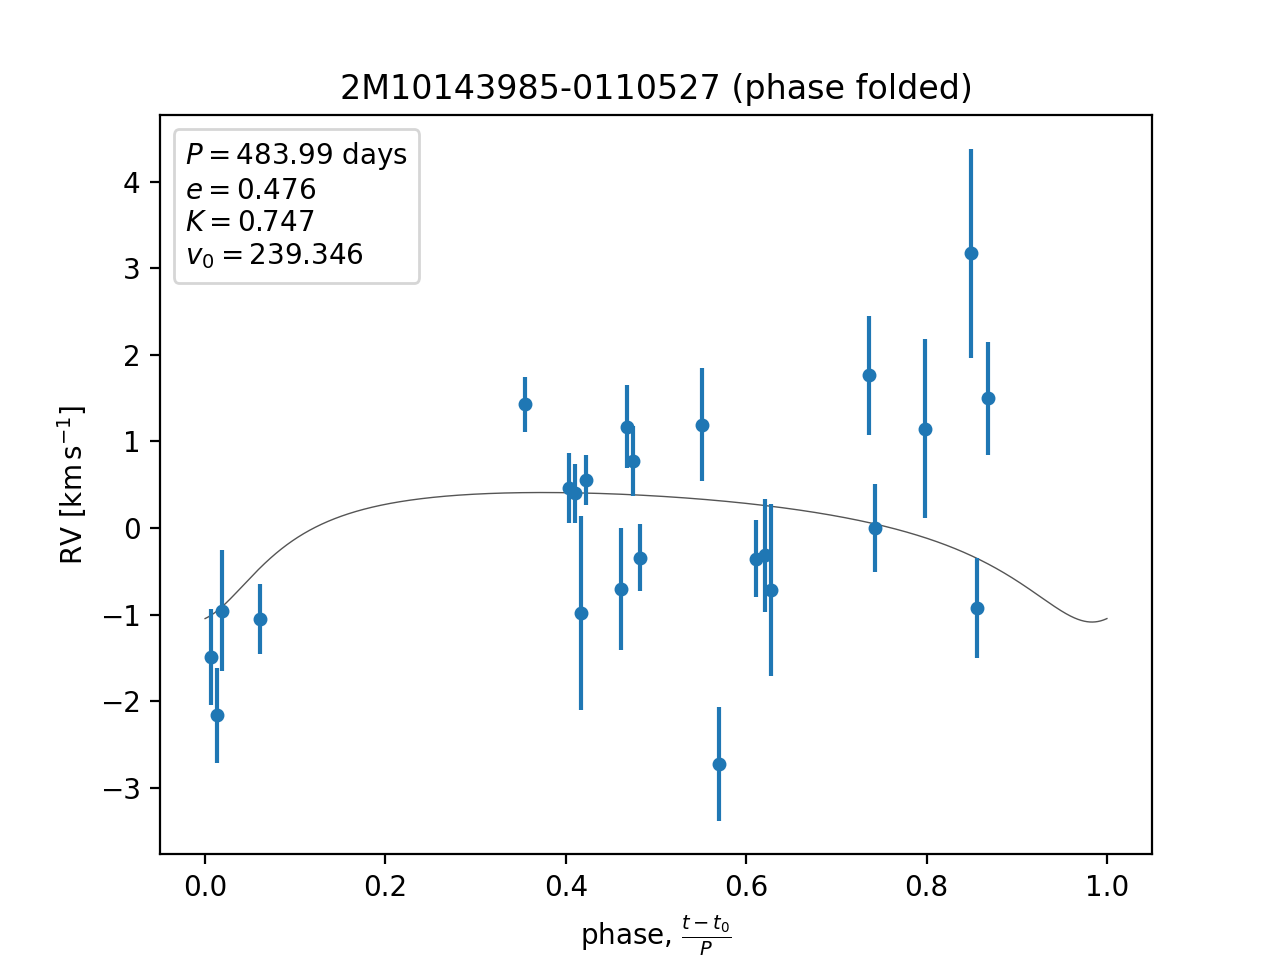 2M10143985-0110527 (phase folded)
P = 483.99 days
e = 0.476
K = 0.747
v₀ = 239.346
4
3
2
1
0
−1
−2
−3
RV [km s⁻¹]
0.0 0.2 0.4 0.6 0.8 1.0
phase, (t − t₀)/P